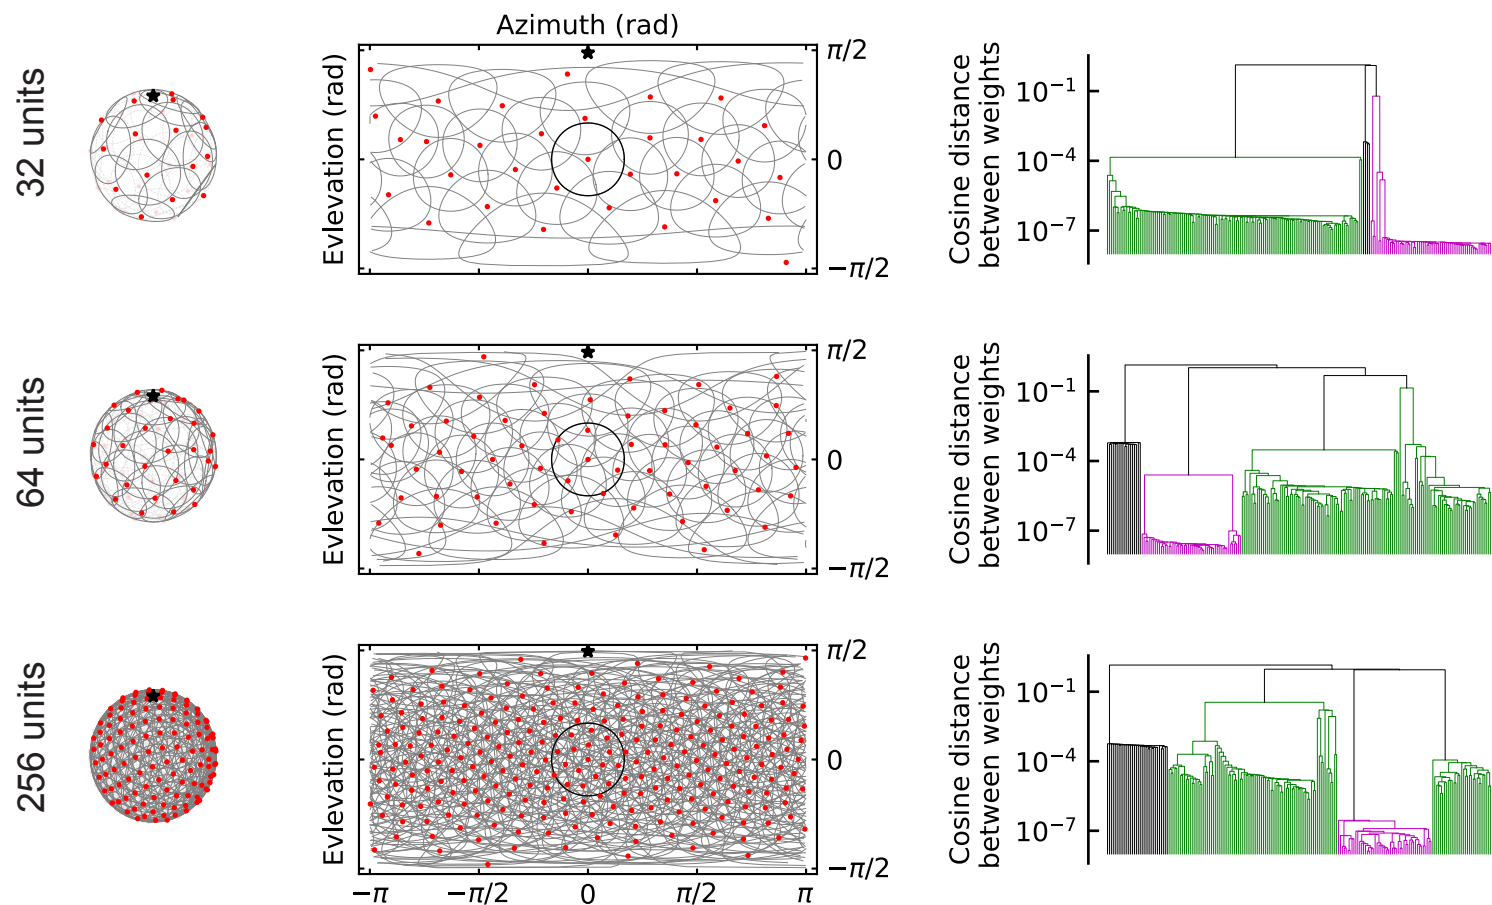 Azimuth (rad)
32 units
Evlevation (rad)
π/2
0
−π/2
Cosine distance
between weights
10⁻¹
10⁻⁴
10⁻⁷
64 units
Evlevation (rad)
π/2
0
−π/2
Cosine distance
between weights
10⁻¹
10⁻⁴
10⁻⁷
256 units
Evlevation (rad)
π/2
0
−π/2
−π −π/2 0 π/2 π
Cosine distance
between weights
10⁻¹
10⁻⁴
10⁻⁷